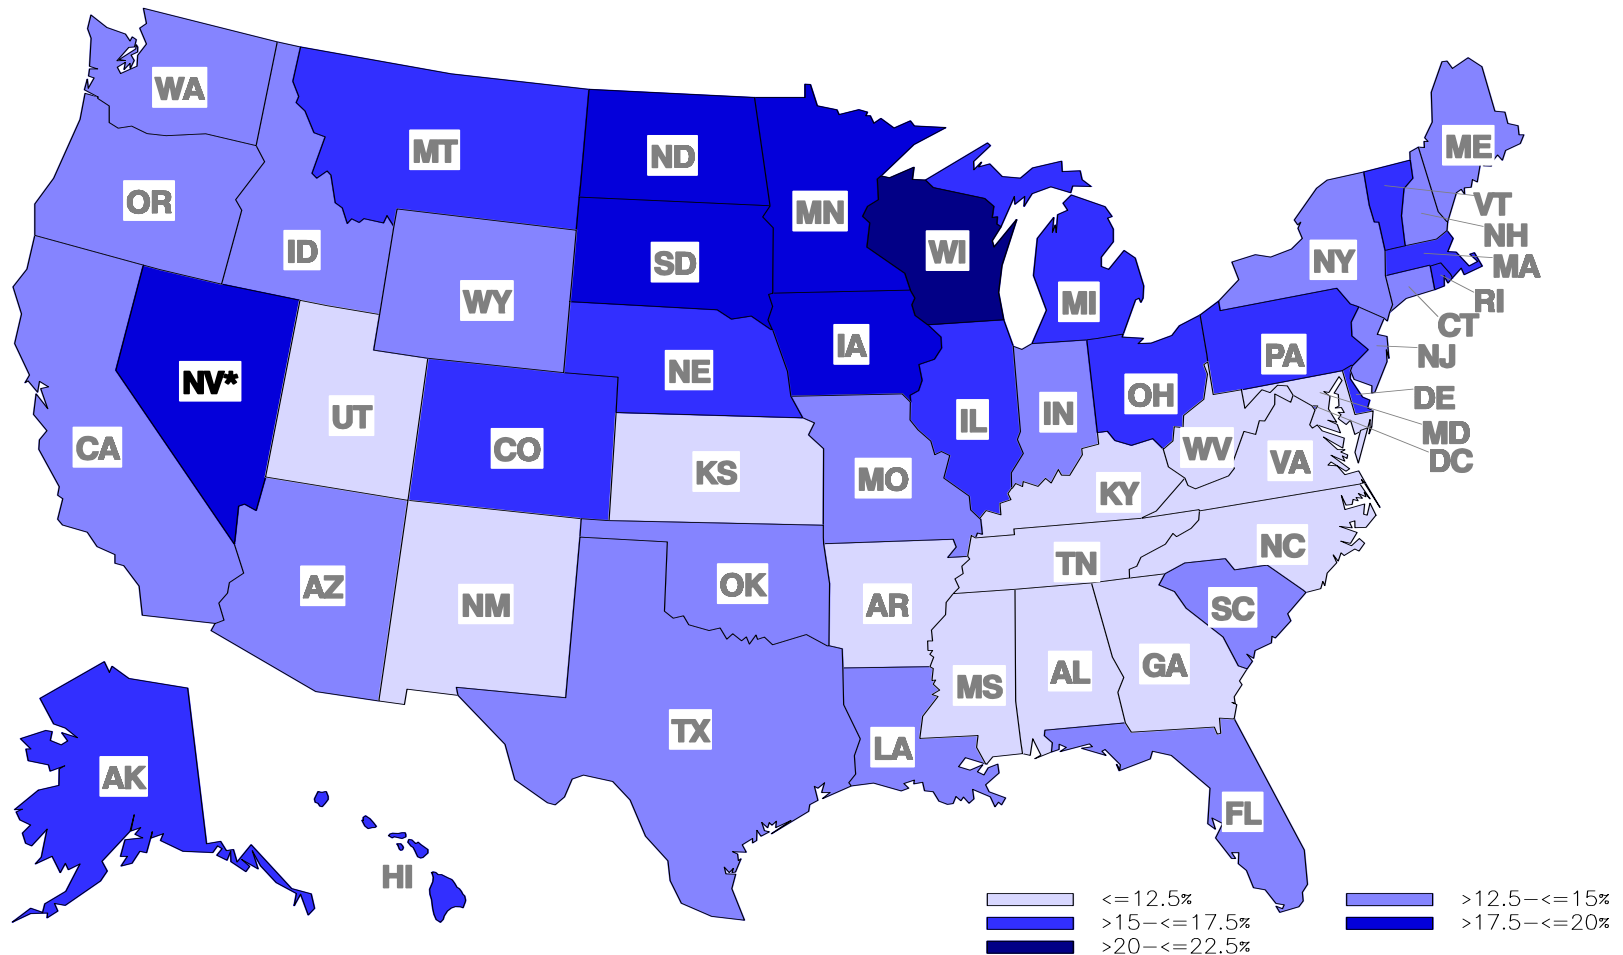 WA
MT
ND
ME
OR
MN
VT
ID
SD
WI
NY
NH
MA
WY
MI
RI
IA
CT
NV*
NE
PA
NJ
UT
CO
IL
IN
OH
DE
CA
KS
MO
WV
VA
MD
DC
KY
AZ
NM
OK
AR
TN
NC
SC
TX
MS
AL
GA
LA
AK
FL
HI
<=12.5%
>12.5-<=15%
>15-<=17.5%
>17.5-<=20%
>20-<=22.5%